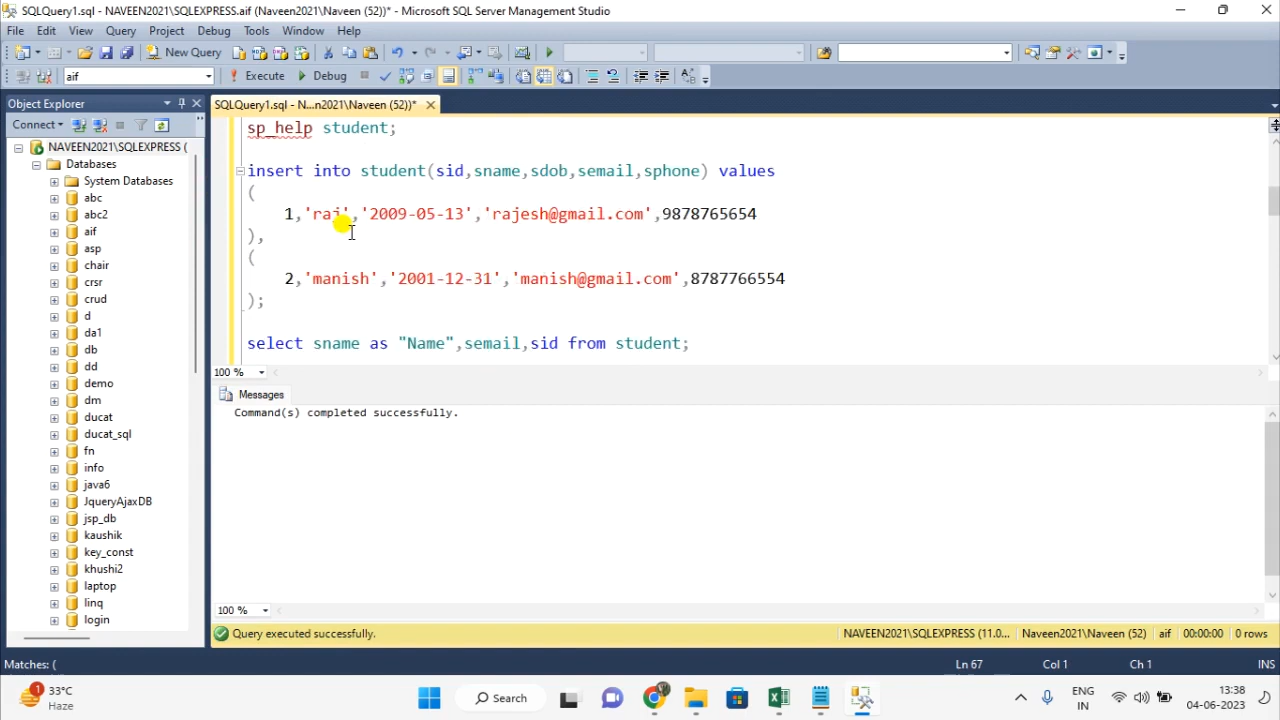 SQLQuery1.sql - NAVEEN2021\SQLEXPRESS.aif (Naveen2021\Naveen (52))* - Microsoft SQL Server Management Studio
File Edit View Query Project Debug Tools Window Help
New Query
aif Execute Debug
Object Explorer
SQLQuery1.sql - N...n2021\Naveen (52))*
Connect
NAVEEN2021\SQLEXPRESS (
Databases
System Databases
abc
abc2
aif
asp
chair
crsr
crud
d
da1
db
dd
demo
dm
ducat
ducat_sql
fn
info
java6
JqueryAjaxDB
jsp_db
kaushik
key_const
khushi2
laptop
linq
login
sp_help student;
insert into student(sid,sname,sdob,semail,sphone) values
(
1,'raj','2009-05-13','rajesh@gmail.com',9878765654
),
(
2,'manish','2001-12-31','manish@gmail.com',8787766554
);
select sname as "Name",semail,sid from student;
100 %
Messages
Command(s) completed successfully.
100 %
Query executed successfully. NAVEEN2021\SQLEXPRESS (11.0... Naveen2021\Naveen (52) aif 00:00:00 0 rows
Matches: ( Ln 67 Col 1 Ch 1 INS
1 33°C
Haze
Search
ENG
IN
13:38
04-06-2023